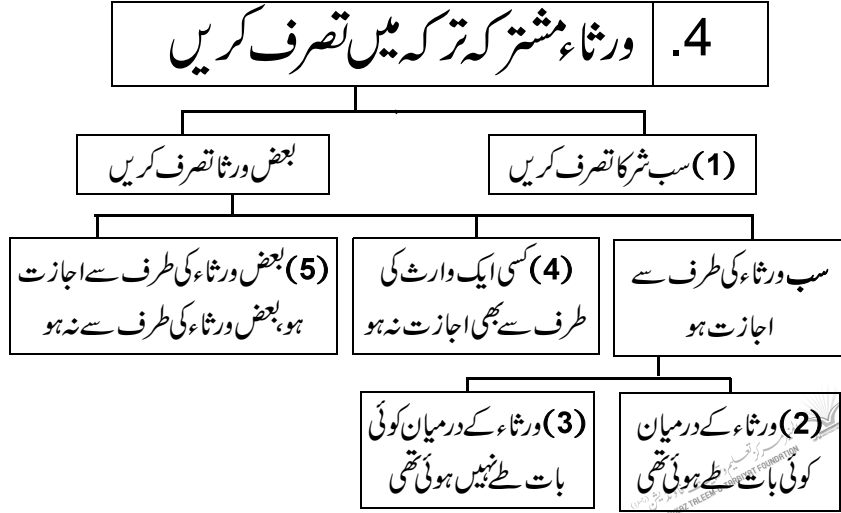 4. ورثاء مشترکہ ترکہ میں تصرف کریں
(1) سب شرکا تصرف کریں
بعض ورثا تصرف کریں
سب ورثاء کی طرف سے
اجازت ہو
(4) کسی ایک وارث کی
طرف سے بھی اجازت نہ ہو
(5) بعض ورثاء کی طرف سے اجازت
ہو، بعض ورثاء کی طرف سے نہ ہو
(2) ورثاء کے درمیان
کوئی بات طے ہوئی تھی
(3) ورثاء کے درمیان کوئی
بات طے نہیں ہوئی تھی
TALEEM-O-TARBIYAT FOUNDATION